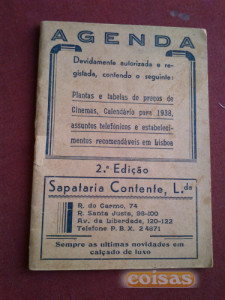 AGENDA
Devidamente autorizada e re-
gistada, contendo o seguinte:
Plantas e tabelas de preços de
Cinemas, Calendário para 1938,
assuntos telefónicos e estabeleci-
mentos recomendáveis em Lisboa
2.ª Edição
Sapataria Contente, L.da
R. do Carmo, 74
R. Santa Justa, 98-100
Av. da Liberdade, 120-122
Telefone P. B. X. 2 4671
Sempre as ultimas novidades em
calçado de luxo
coisas